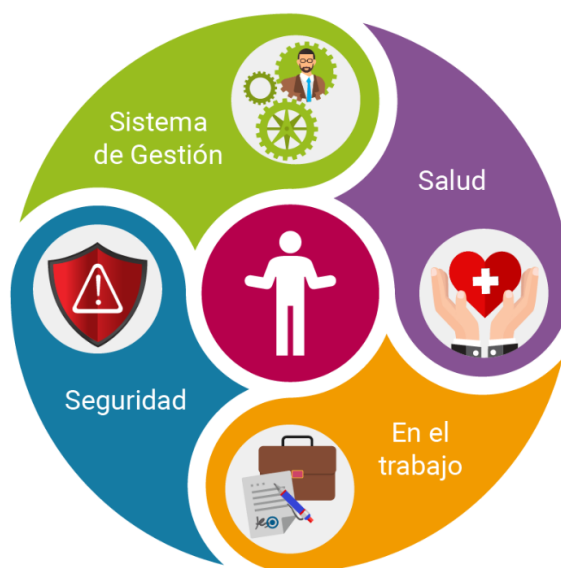 Sistema
de Gestión
Salud
Seguridad
En el
trabajo